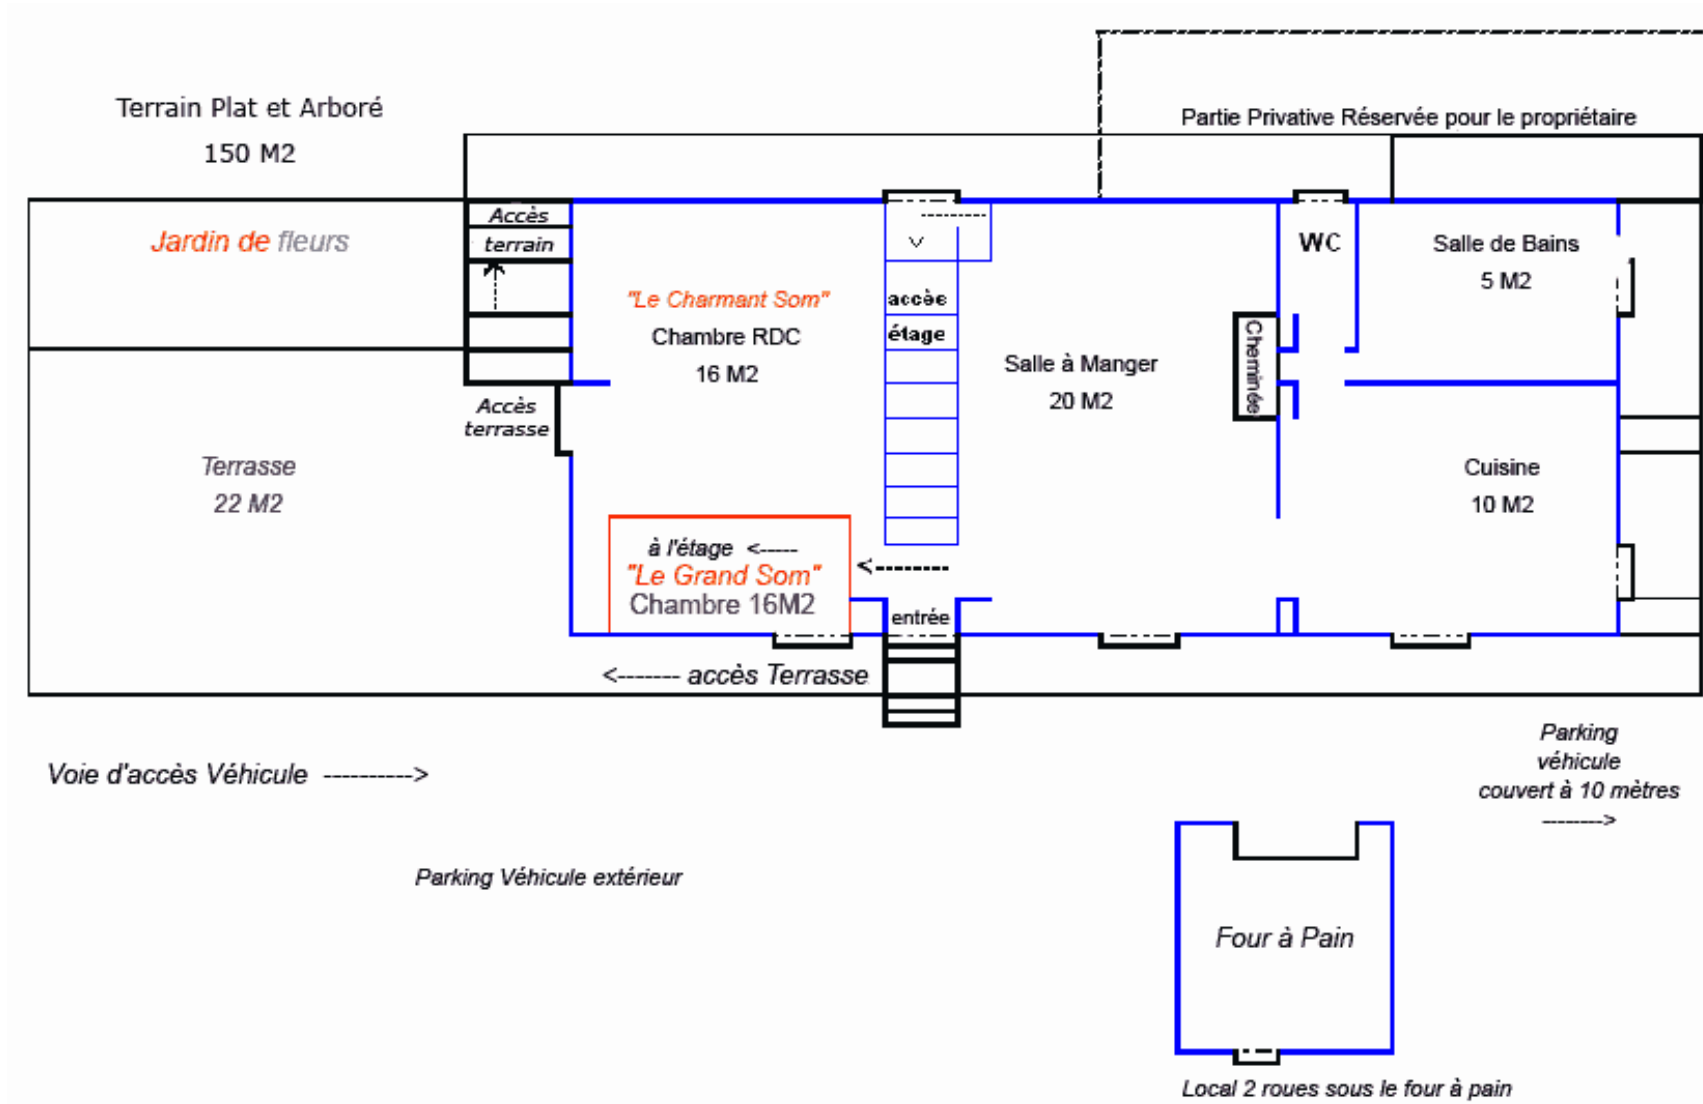 Terrain Plat et Arboré
150 M2
Partie Privative Réservée pour le propriétaire
Jardin de fleurs
Accès
terrain
"Le Charmant Som"
Chambre RDC
16 M2
accès
étage
Salle à Manger
20 M2
Cheminée
WC
Salle de Bains
5 M2
Accès
terrasse
Terrasse
22 M2
Cuisine
10 M2
à l'étage <-----
"Le Grand Som"
Chambre 16M2
<--------
entrée
<------- accès Terrasse
Voie d'accès Véhicule ---------->
Parking
véhicule
couvert à 10 mètres
-------->
Parking Véhicule extérieur
Four à Pain
Local 2 roues sous le four à pain